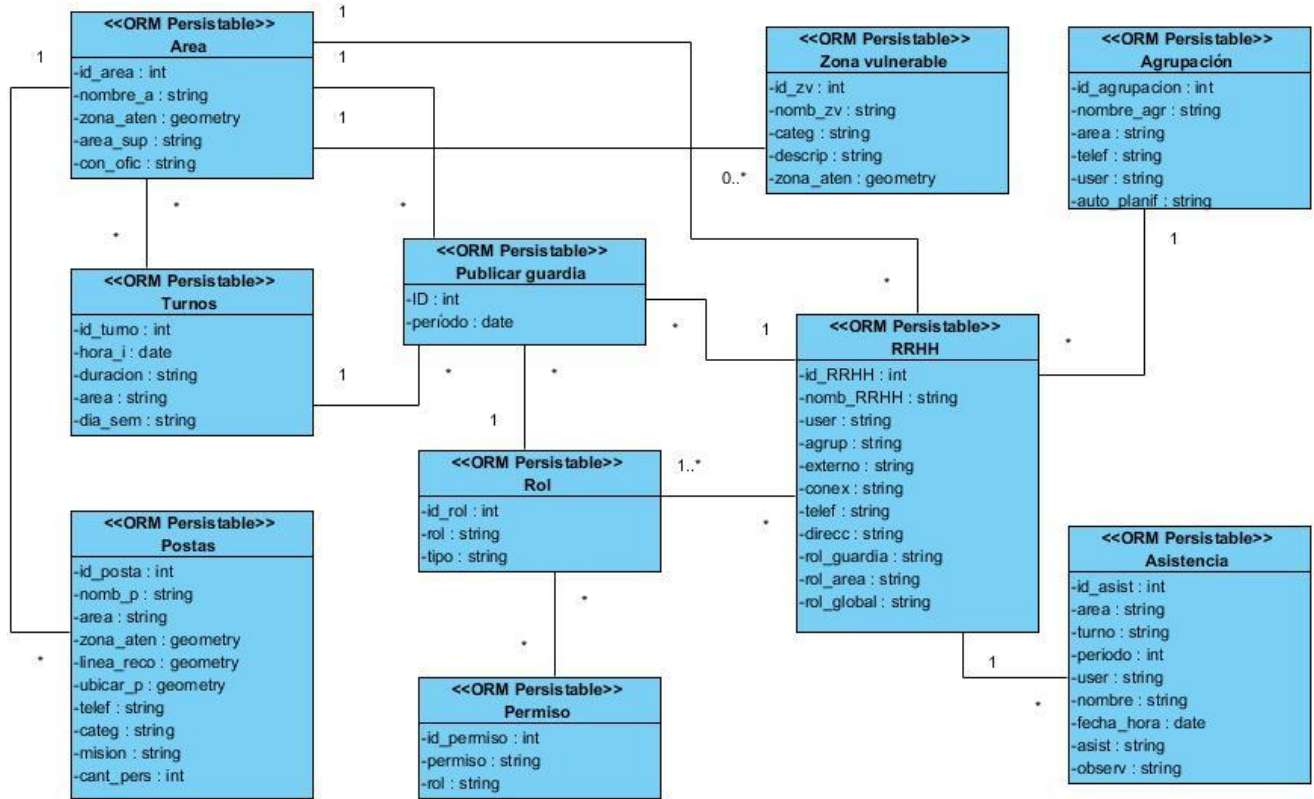 <<ORM Persistable>>
Area
-id_area : int
-nombre_a : string
-zona_aten : geometry
-area_sup : string
-con_ofic : string
<<ORM Persistable>>
Zona vulnerable
-id_zv : int
-nomb_zv : string
-categ : string
-descrip : string
-zona_aten : geometry
<<ORM Persistable>>
Agrupación
-id_agrupacion : int
-nombre_agr : string
-area : string
-telef : string
-user : string
-auto_planif : string
1
1
1
1
0..*
*
*
*
1
<<ORM Persistable>>
Turnos
-id_turno : int
-hora_i : date
-duracion : string
-area : string
-dia_sem : string
<<ORM Persistable>>
Publicar guardia
-ID : int
-período : date
*
*
1
*
1
*
*
1
<<ORM Persistable>>
RRHH
-id_RRHH : int
-nomb_RRHH : string
-user : string
-agrup : string
-externo : string
-conex : string
-telef : string
-direcc : string
-rol_guardia : string
-rol_area : string
-rol_global : string
<<ORM Persistable>>
Rol
-id_rol : int
-rol : string
-tipo : string
1..*
*
*
*
<<ORM Persistable>>
Postas
-id_posta : int
-nomb_p : string
-area : string
-zona_aten : geometry
-linea_reco : geometry
-ubicar_p : geometry
-telef : string
-categ : string
-mision : string
-cant_pers : int
*
<<ORM Persistable>>
Permiso
-id_permiso : int
-permiso : string
-rol : string
<<ORM Persistable>>
Asistencia
-id_asist : int
-area : string
-turno : string
-periodo : int
-user : string
-nombre : string
-fecha_hora : date
-asist : string
-observ : string
1
*